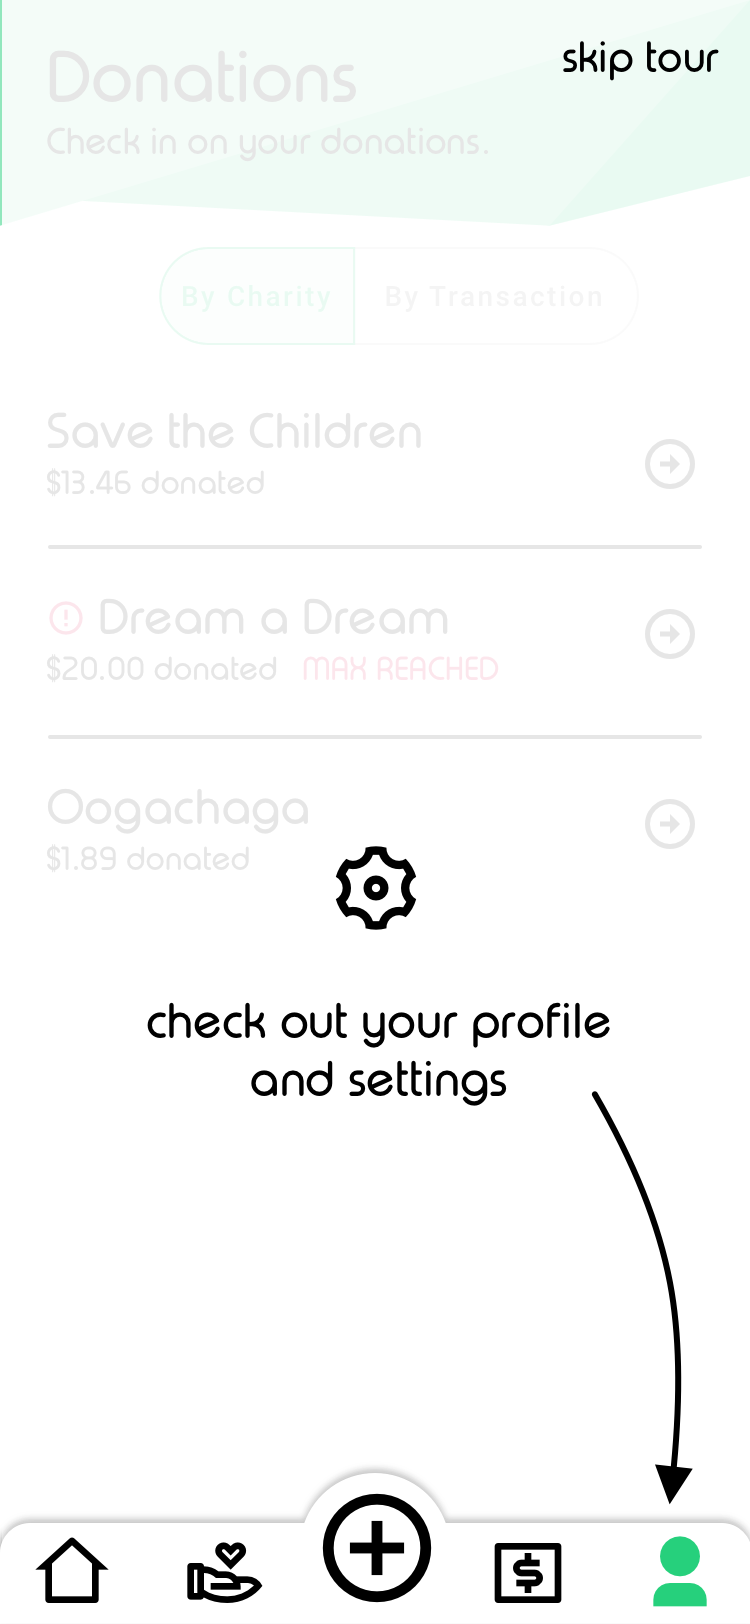 skip tour
Donations
Check in on your donations.
By Charity By Transaction
Save the Children
$13.46 donated
Dream a Dream
$20.00 donated MAX REACHED
Oogachaga
$1.89 donated
check out your profile
and settings